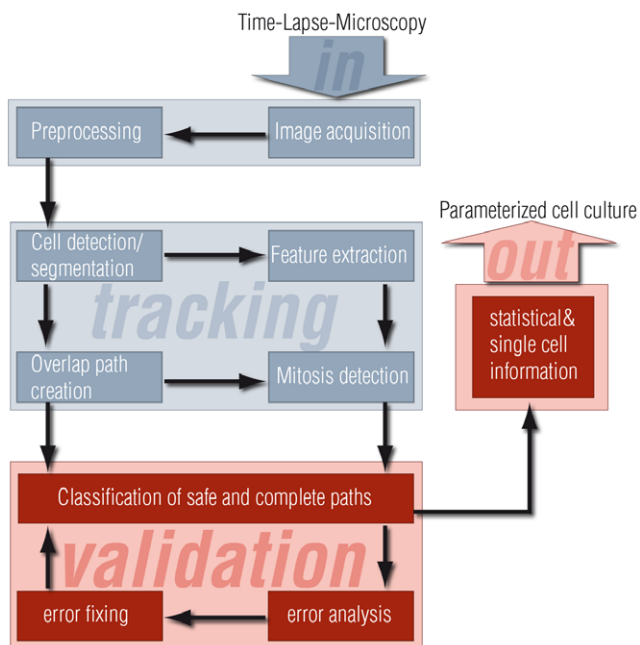 Time-Lapse-Microscopy
in
Preprocessing
Image acquisition
Parameterized cell culture
out
Cell detection/
segmentation
Feature extraction
tracking
statistical&
single cell
information
Overlap path
creation
Mitosis detection
Classification of safe and complete paths
validation
error fixing
error analysis